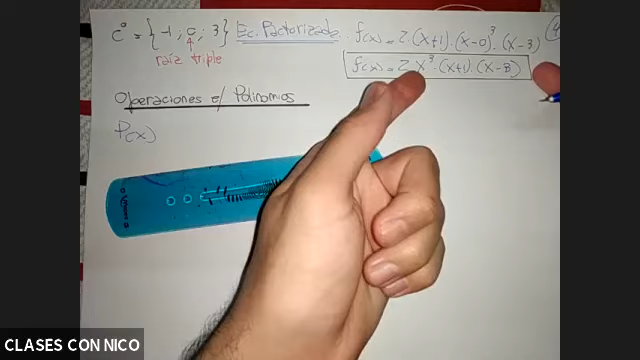 C° = {-1; 0; 3} Ec. Factorizada f(x) = 2·(x+1)·(x-0)³·(x-3)
raíz triple
f(x) = 2·x³·(x+1)·(x-3)
Operaciones e/ Polinomios
P(x)
CLASES CON NICO